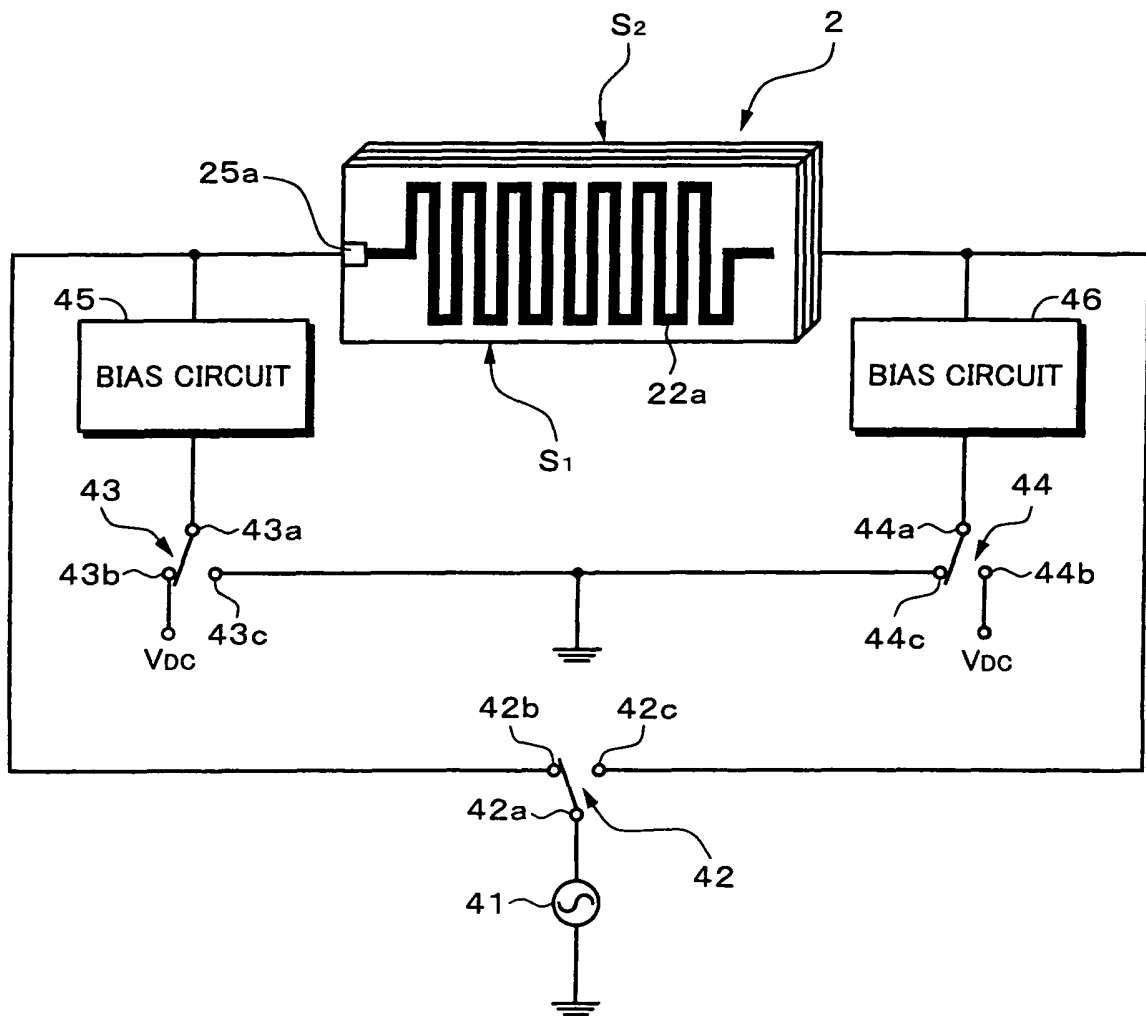 S2
2
25a
45
46
BIAS CIRCUIT
BIAS CIRCUIT
22a
S1
43
43a
44a
44
43b
43c
44c
44b
VDC
VDC
42b
42c
42a
42
41